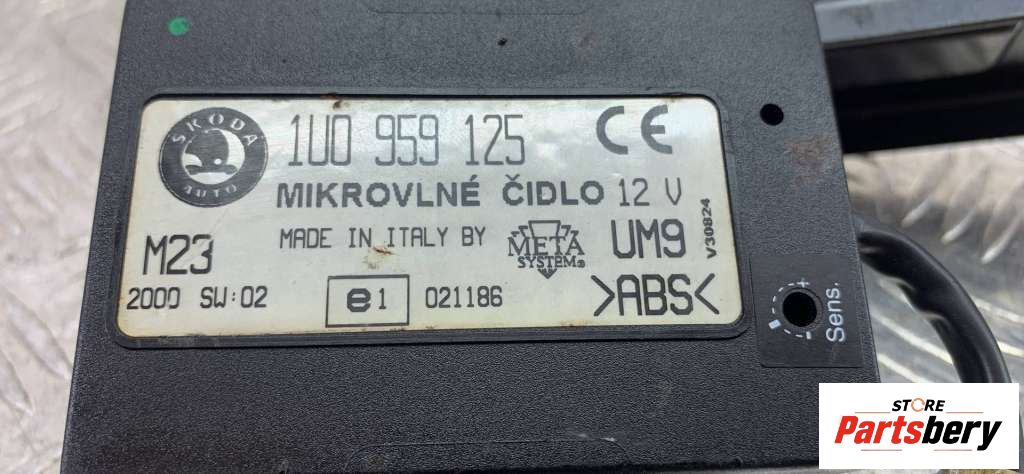 ŠKODA
AUTO
1U0 959 125 CE
MIKROVLNÉ ČIDLO 12 V
MADE IN ITALY BY META SYSTEM® UM9
M23
2000 SW:02 e1 021186 >ABS<
V30824
+
Sens.
STORE
Partsbery